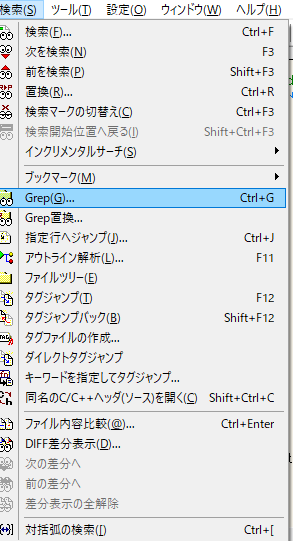 検索(S) ツール(T) 設定(O) ウィンドウ(W) ヘルプ(H)
検索(F)... Ctrl+F
次を検索(N) F3
前を検索(P) Shift+F3
置換(R)... Ctrl+R
検索マークの切替え(C) Ctrl+F3
検索開始位置へ戻る(I) Shift+Ctrl+F3
インクリメンタルサーチ(S)
ブックマーク(M)
Grep(G)... Ctrl+G
Grep置換...
指定行へジャンプ(J)... Ctrl+J
アウトライン解析(L)... F11
ファイルツリー(E)
タグジャンプ(T) F12
タグジャンプバック(B) Shift+F12
タグファイルの作成...
ダイレクトタグジャンプ
キーワードを指定してタグジャンプ...
同名のC/C++ヘッダ(ソース)を開く(C) Shift+Ctrl+C
ファイル内容比較(@)... Ctrl+Enter
DIFF差分表示(D)...
次の差分へ
前の差分へ
差分表示の全解除
対括弧の検索([) Ctrl+[